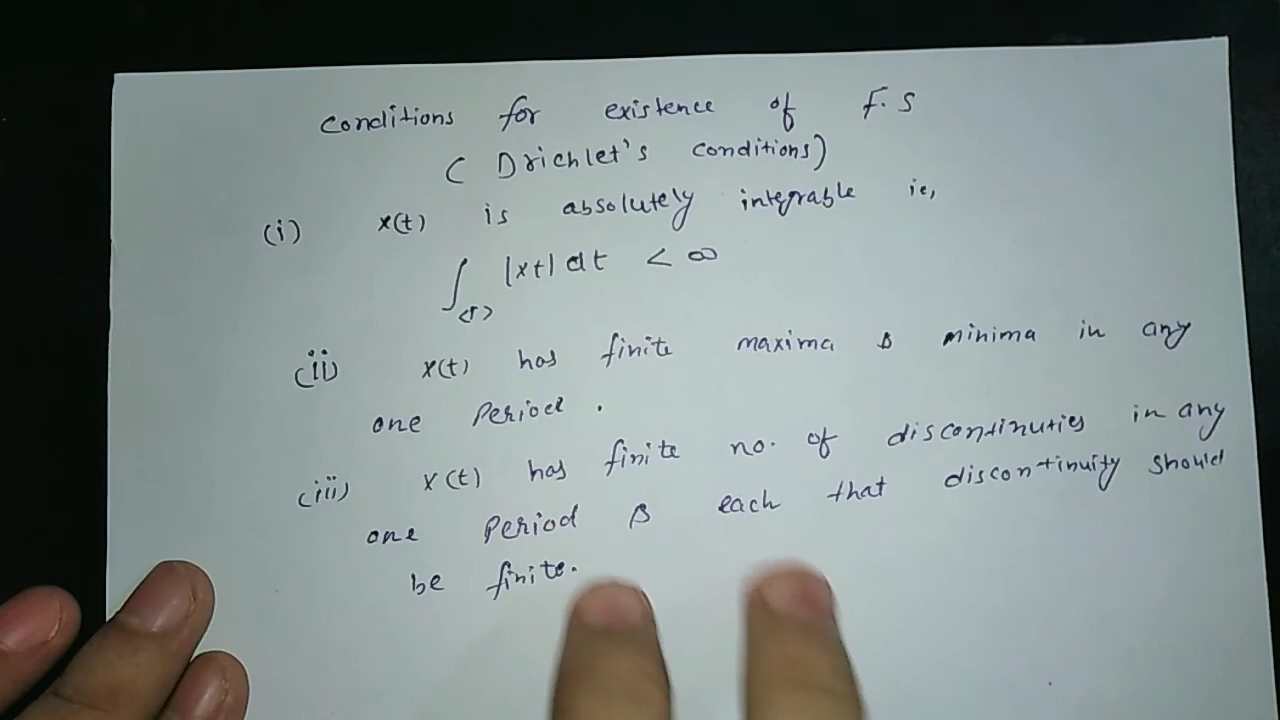 Conditions for existence of F.S
( Drichlet's conditions)
(i) x(t) is absolutely integrable ie,
∫<T> |xt| dt < ∞
(ii) x(t) has finite maxima & minima in any
one Period.
(iii) x(t) has finite no. of discontinuties in any
one Period & each that discontinuity should
be finite.